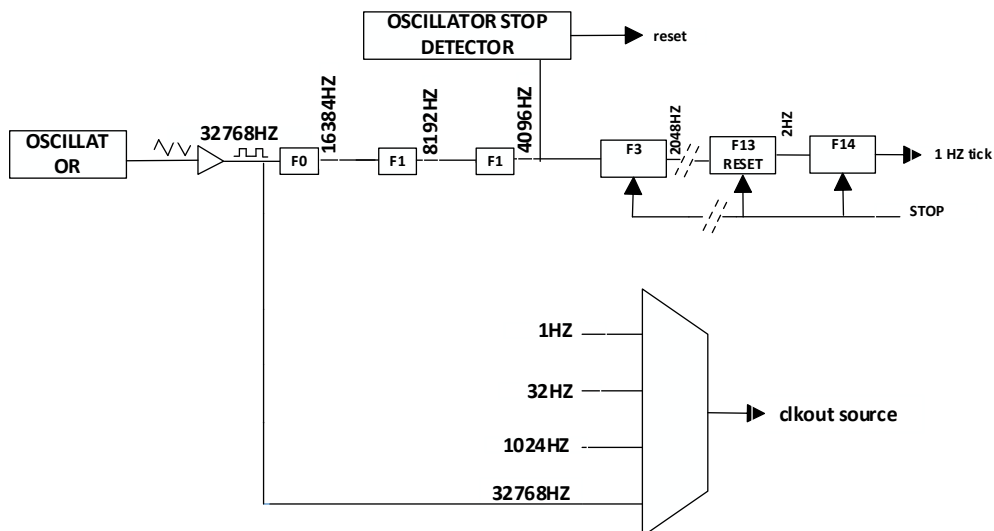 OSCILLATOR STOP
DETECTOR
reset
OSCILLAT
OR
32768HZ
F0
16384HZ
F1
8192HZ
F1
4096HZ
F3
2048HZ
F13
RESET
2HZ
F14
1 HZ tick
STOP
1HZ
32HZ
1024HZ
32768HZ
clkout source